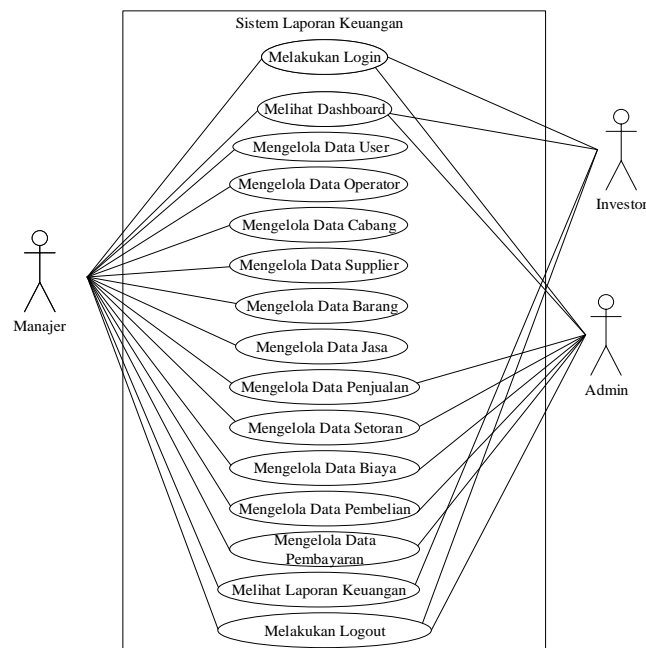 Sistem Laporan Keuangan
Melakukan Login
Melihat Dashboard
Mengelola Data User
Mengelola Data Operator
Mengelola Data Cabang
Mengelola Data Supplier
Mengelola Data Barang
Mengelola Data Jasa
Mengelola Data Penjualan
Mengelola Data Setoran
Mengelola Data Biaya
Mengelola Data Pembelian
Mengelola Data
Pembayaran
Melihat Laporan Keuangan
Melakukan Logout
Manajer
Investor
Admin